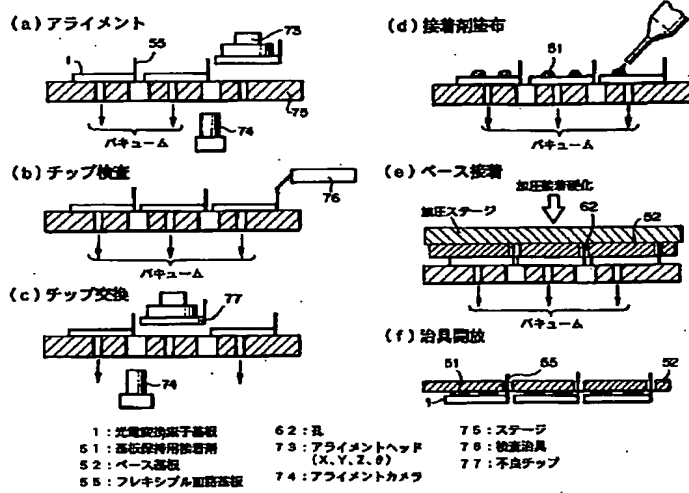 (a) アライメント
73
55
1
75
バキューム
74
(b) チップ検査
76
バキューム
(c) チップ交換
77
74
(d) 接着剤塗布
51
バキューム
(e) ベース接着
加圧接着硬化
加圧ステージ
62
52
バキューム
(f) 治具開放
51
55
52
1
1:光電変換素子基板
51:基板保持用接着剤
52:ベース基板
55:フレキシブル回路基板
62:孔
73:アライメントヘッド
(X、Y、Z、θ)
74:アライメントカメラ
75:ステージ
76:検査治具
77:不良チップ